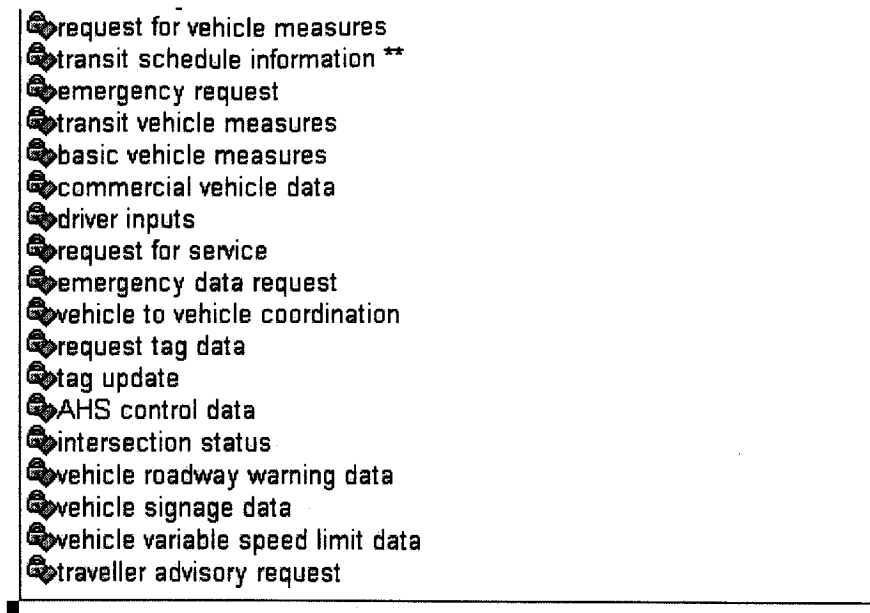 request for vehicle measures
transit schedule information **
emergency request
transit vehicle measures
basic vehicle measures
commercial vehicle data
driver inputs
request for service
emergency data request
vehicle to vehicle coordination
request tag data
tag update
AHS control data
intersection status
vehicle roadway warning data
vehicle signage data
vehicle variable speed limit data
traveller advisory request